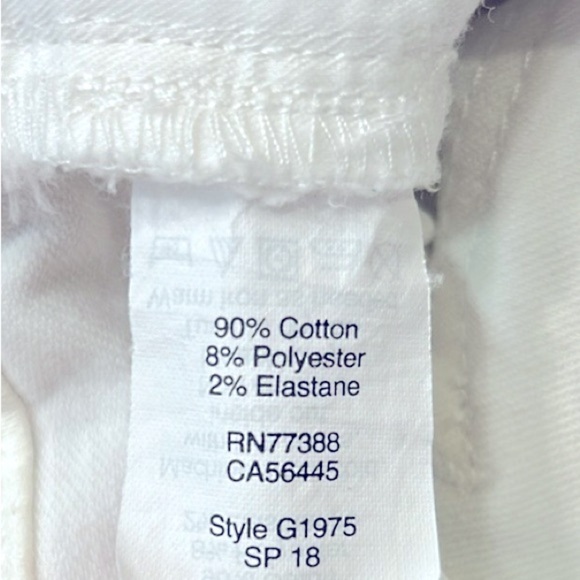 90% Cotton
8% Polyester
2% Elastane
RN77388
CA56445
Style G1975
SP 18